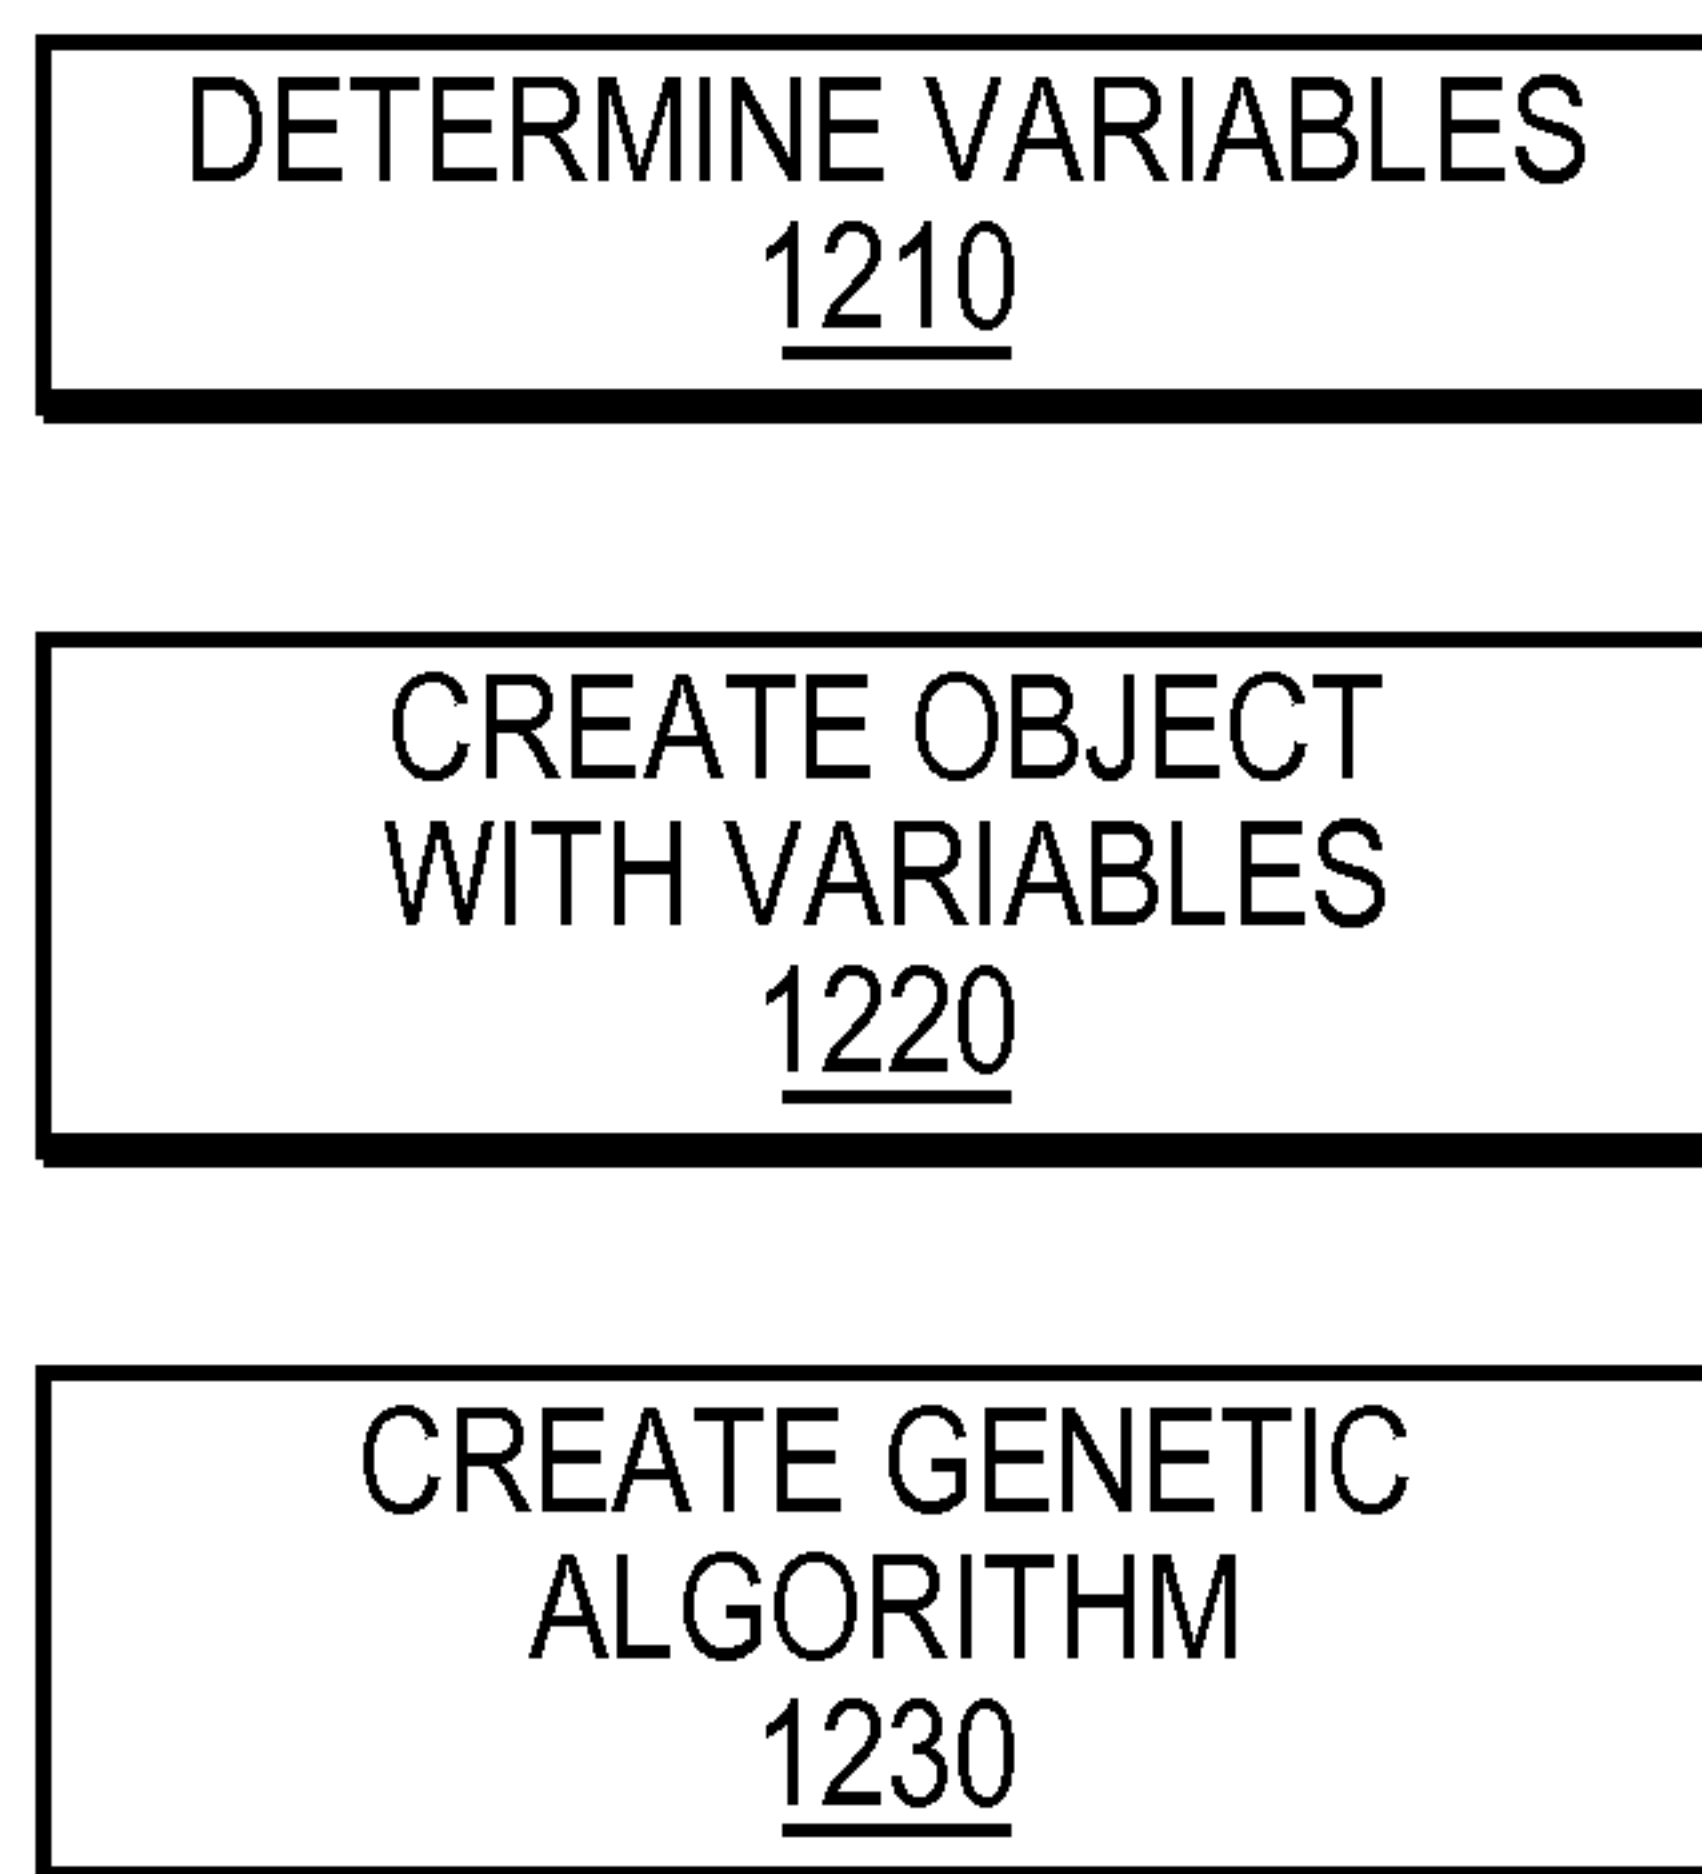 DETERMINE VARIABLES
1210
CREATE OBJECT
WITH VARIABLES
1220
CREATE GENETIC
ALGORITHM
1230